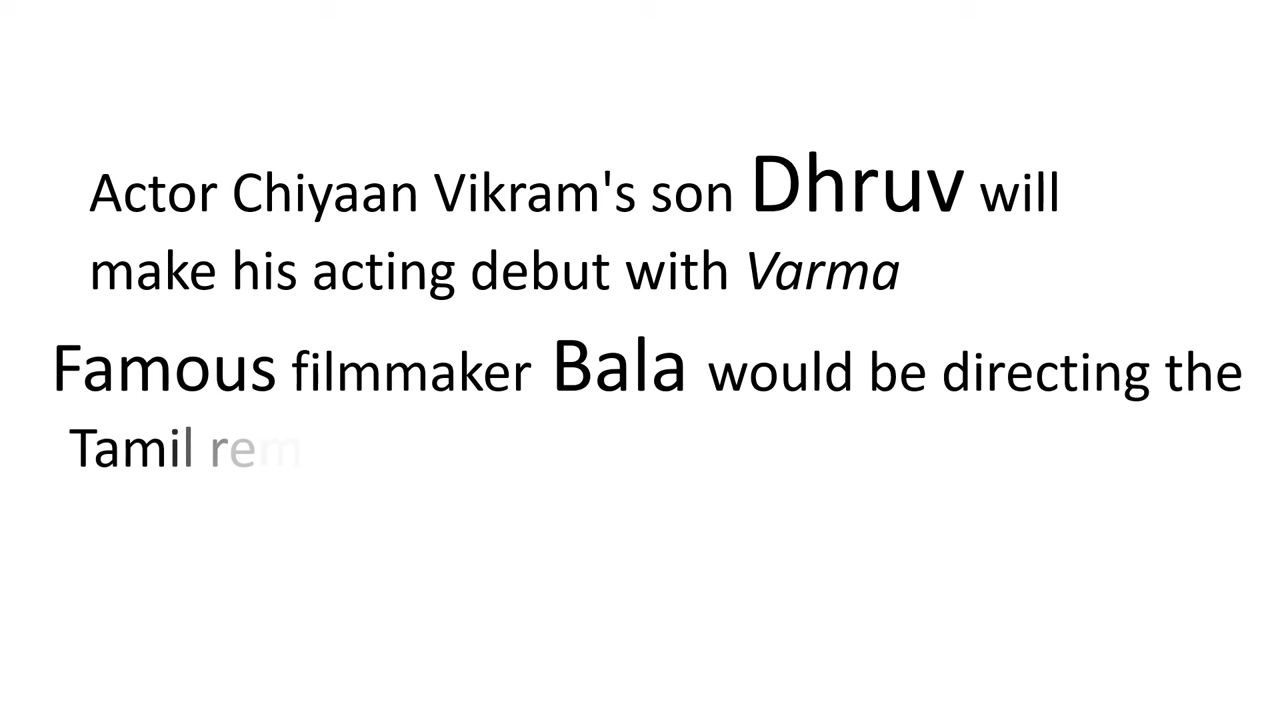 Actor Chiyaan Vikram's son Dhruv will
make his acting debut with Varma
Famous filmmaker Bala would be directing the
Tamil rem